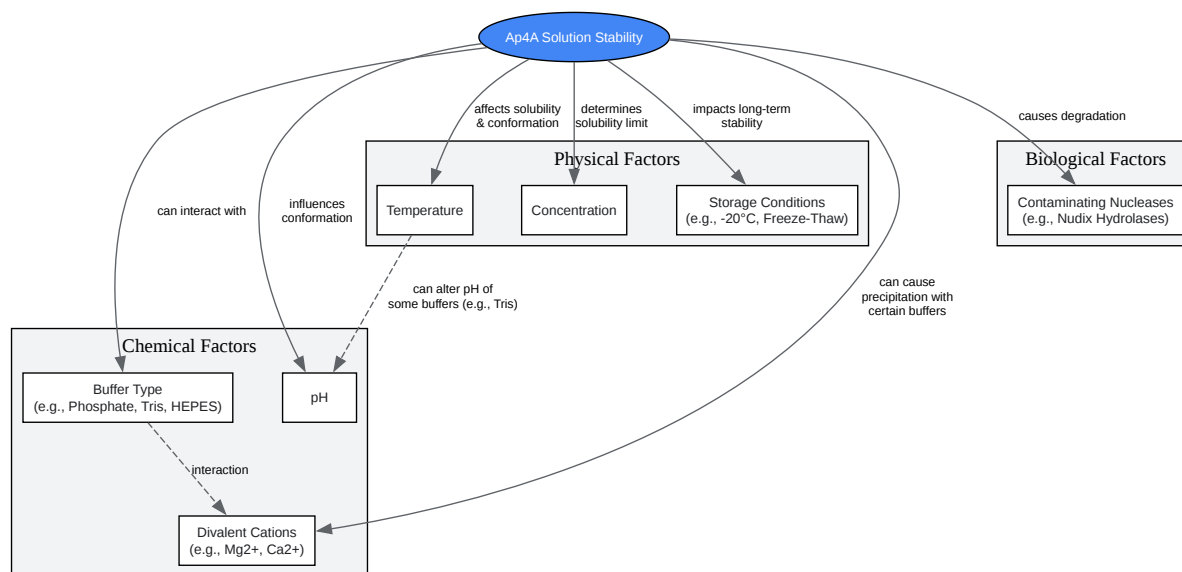 Ap4A Solution Stability
affects solubility
& conformation
determines
solubility limit
impacts long-term
stability
causes degradation
Physical Factors
Biological Factors
Temperature
Concentration
Storage Conditions
(e.g., -20°C, Freeze-Thaw)
Contaminating Nucleases
(e.g., Nudix Hydrolases)
can interact with
influences
conformation
can alter pH of
some buffers (e.g., Tris)
can cause
precipitation with
certain buffers
Chemical Factors
Buffer Type
(e.g., Phosphate, Tris, HEPES)
pH
interaction
Divalent Cations
(e.g., Mg2+, Ca2+)